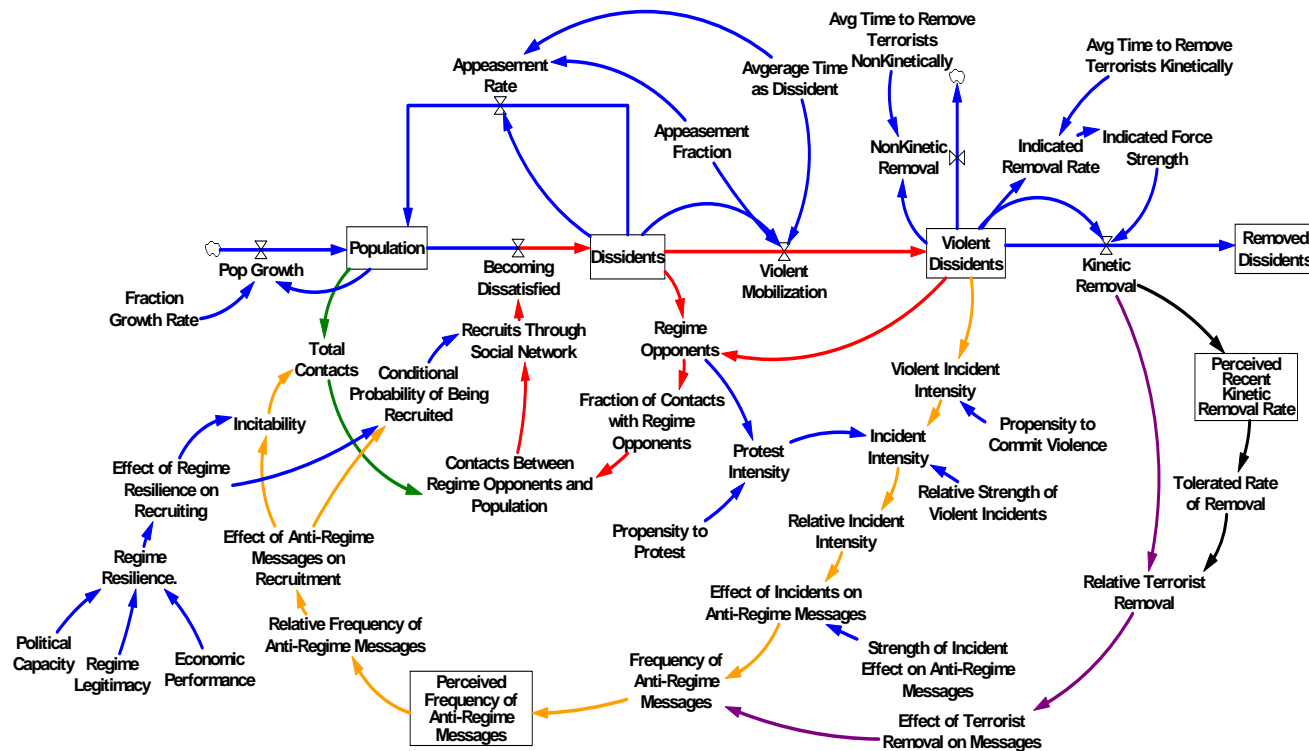 Avg Time to Remove
Terrorists
NonKinetically
Avg Time to Remove
Terrorists Kinetically
Appeasement
Rate
Avgerage Time
as Dissident
Appeasement
Fraction
NonKinetic
Removal
Indicated
Removal Rate
Indicated Force
Strength
Population
Pop Growth
Fraction
Growth Rate
Becoming
Dissatisfied
Dissidents
Violent
Mobilization
Violent
Dissidents
Kinetic
Removal
Removed
Dissidents
Total
Contacts
Recruits Through
Social Network
Conditional
Probability of Being
Recruited
Regime
Opponents
Violent Incident
Intensity
Perceived
Recent
Kinetic
Removal Rate
Incitability
Fraction of Contacts
with Regime
Opponents
Propensity to
Commit Violence
Effect of Regime
Resilience on
Recruiting
Contacts Between
Regime Opponents and
Population
Protest
Intensity
Incident
Intensity
Relative Strength of
Violent Incidents
Tolerated Rate
of Removal
Propensity to
Protest
Relative Incident
Intensity
Effect of Anti-Regime
Messages on
Recruitment
Regime
Resilience.
Effect of Incidents on
Anti-Regime Messages
Relative Terrorist
Removal
Political
Capacity
Regime
Legitimacy
Economic
Performance
Relative Frequency of
Anti-Regime Messages
Strength of Incident
Effect on Anti-Regime
Messages
Perceived
Frequency of
Anti-Regime
Messages
Frequency of
Anti-Regime
Messages
Effect of Terrorist
Removal on Messages